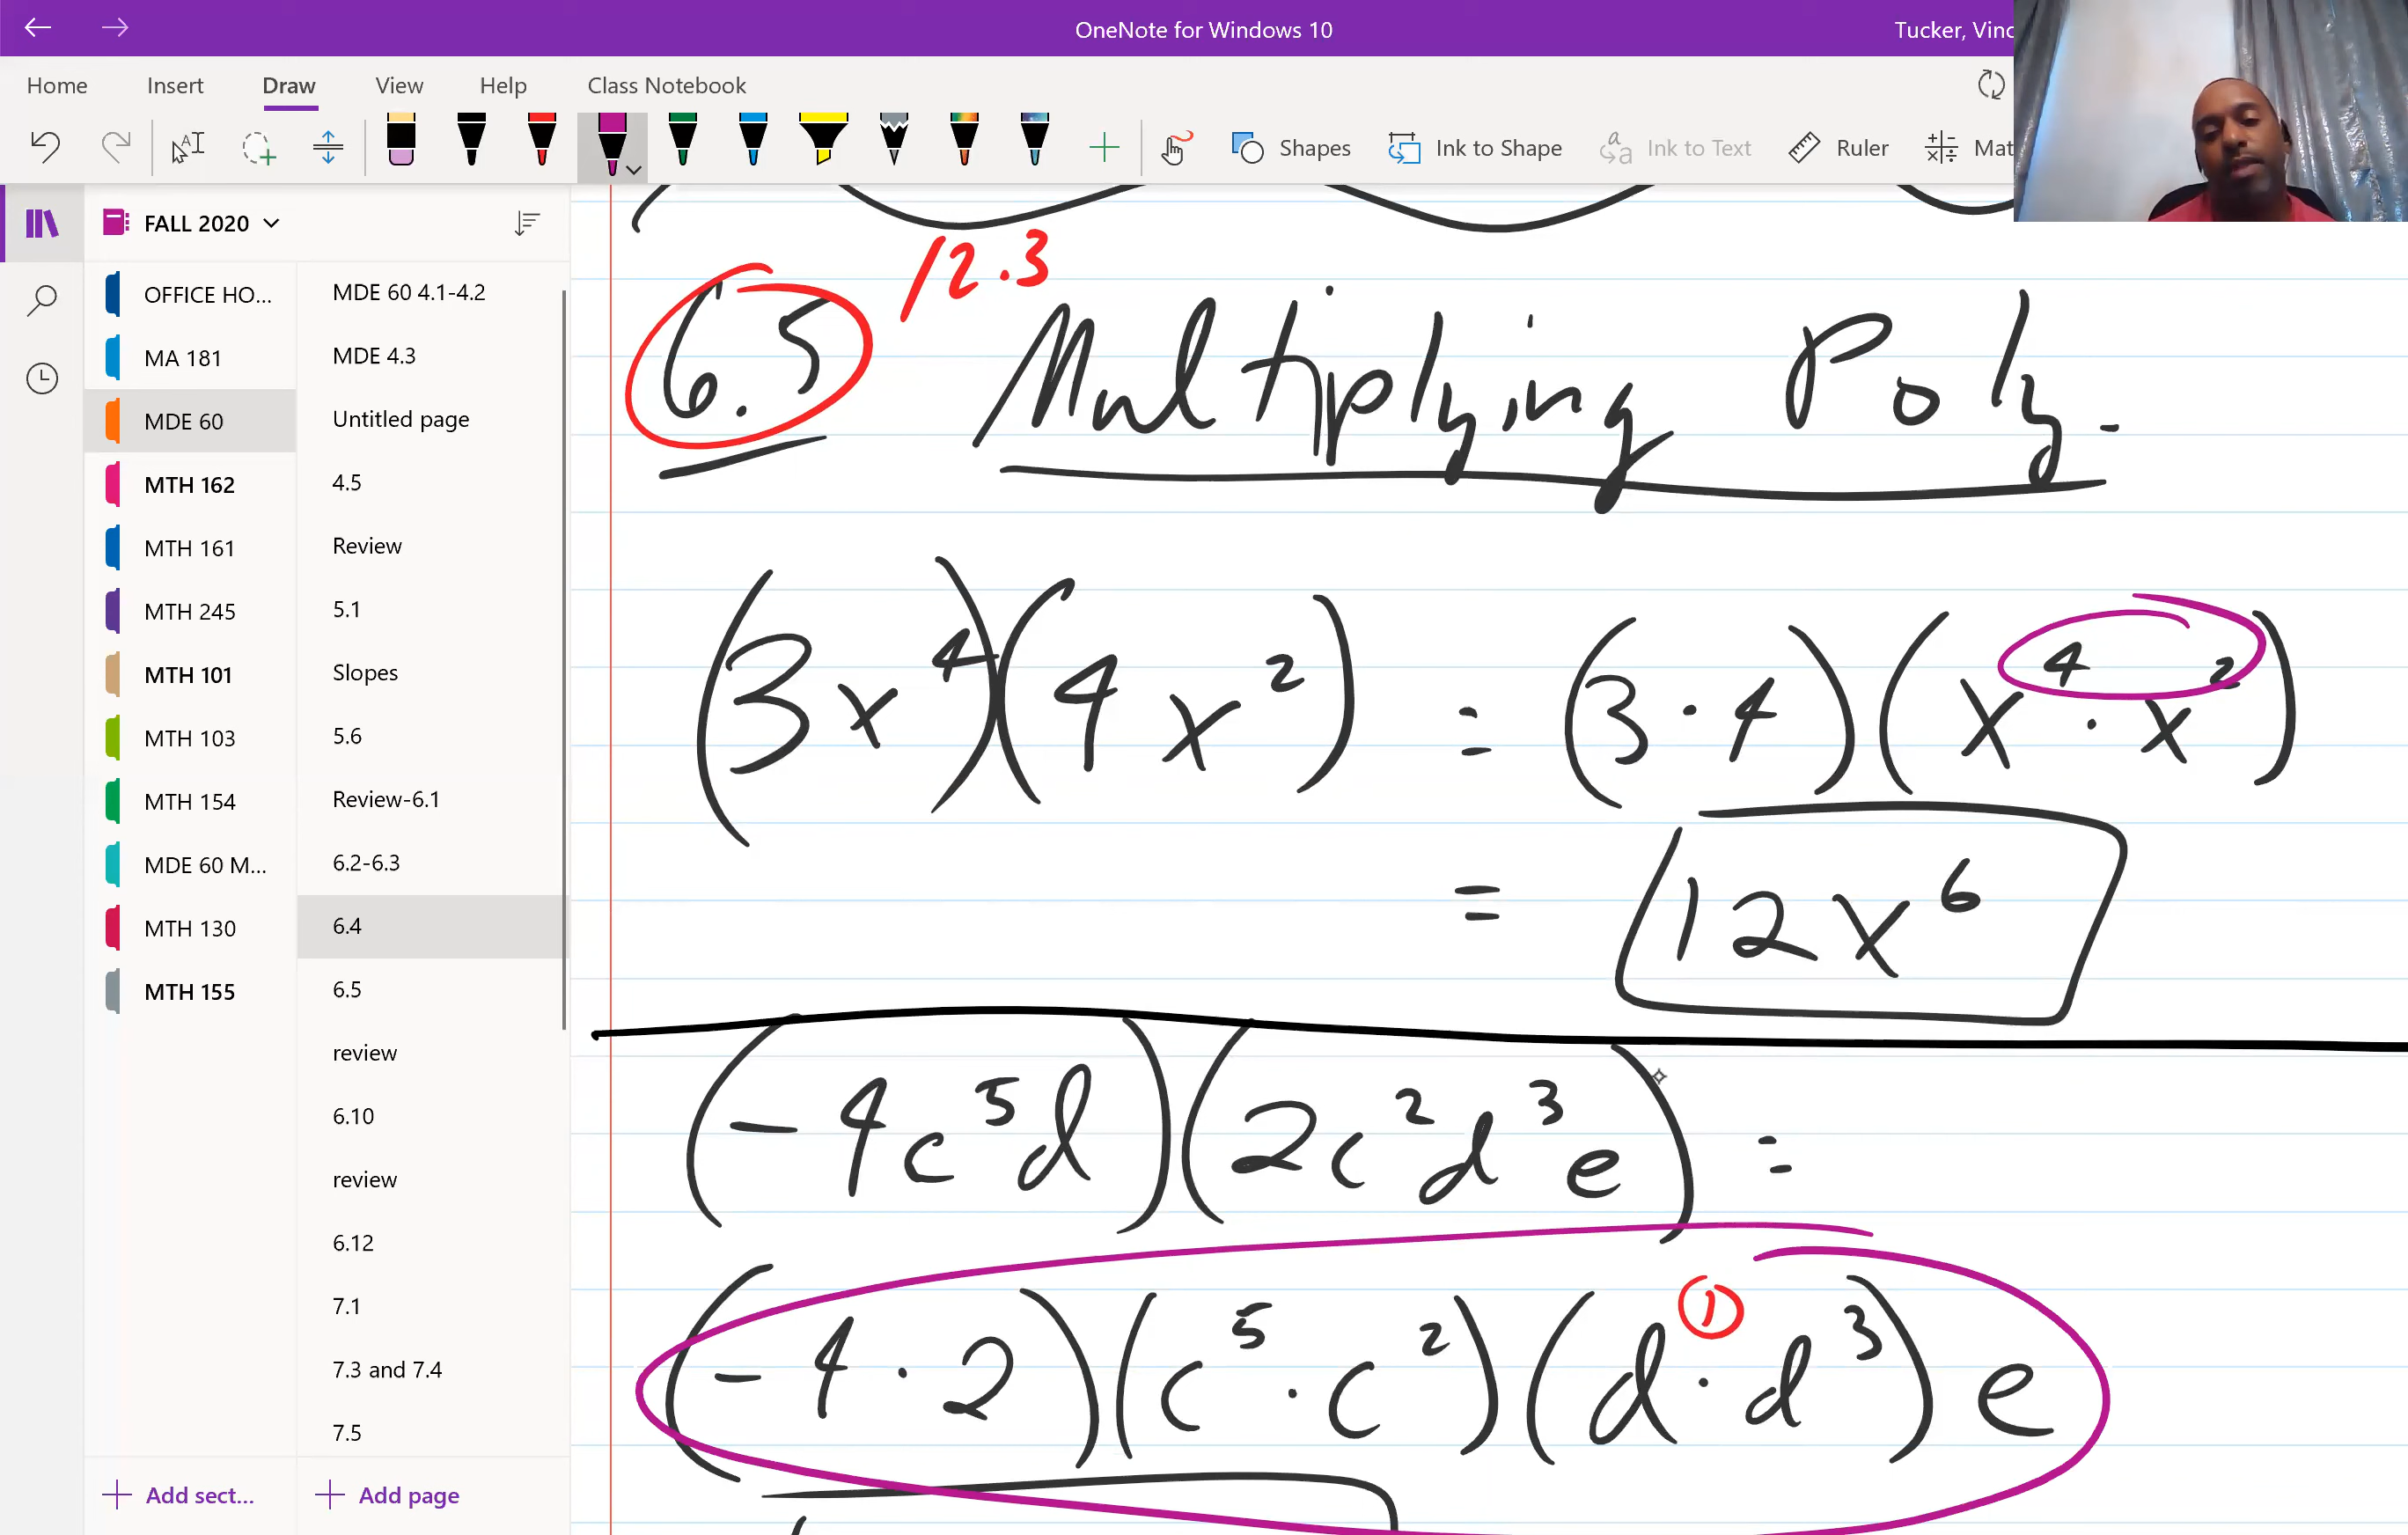 OneNote for Windows 10
Tucker, Vinc
Home Insert Draw View Help Class Notebook
Shapes Ink to Shape Ink to Text Ruler Mat
FALL 2020
OFFICE HO...
MA 181
MDE 60
MTH 162
MTH 161
MTH 245
MTH 101
MTH 103
MTH 154
MDE 60 M...
MTH 130
MTH 155
Add sect...
MDE 60 4.1-4.2
MDE 4.3
Untitled page
4.5
Review
5.1
Slopes
5.6
Review-6.1
6.2-6.3
6.4
6.5
review
6.10
review
6.12
7.1
7.3 and 7.4
7.5
Add page
6.5 /12.3 Multiplying Poly.
(3x⁴)(4x²) = (3·4)(x⁴·x²)
= 12x⁶
(-4c⁵d)(2c²d³e) =
(-4·2)(c⁵·c²)(d¹·d³)e